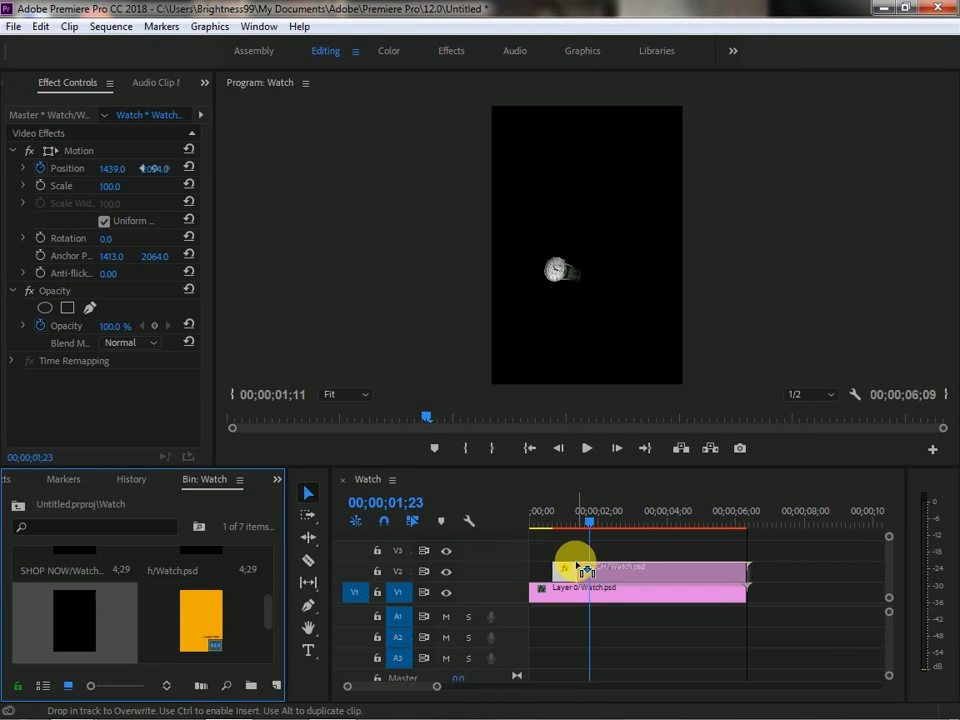 Adobe Premiere Pro CC 2018 - C:\Users\Brightness99\My Documents\Adobe\Premiere Pro\12.0\Untitled *
File Edit Clip Sequence Markers Graphics Window Help
Assembly Editing Color Effects Audio Graphics Libraries
Effect Controls Audio Clip
Program: Watch
Master * Watch/W... Watch * Watch...
Video Effects
fx Motion
Position 1439.0
Scale 100.0
Scale Wid... 100.0
Uniform ...
Rotation 0.0
Anchor P... 1413.0 2064.0
Anti-flick... 0.00
fx Opacity
Opacity 100.0 %
Blend M... Normal
Time Remapping
00;00;01;23
00;00;01;11 Fit 1/2 00;00;06;09
Markers History Bin: Watch
Untitled.prproj\Watch
1 of 7 items...
SHOP NOW/Watch... 4;29 h/Watch.psd 4;29
× Watch
00;00;01;23
;00;00 00;00;02;00 00;00;04;00 00;00;06;00 00;00;08;00 00;00;10
V3
V2 fx H/Watch.psd
V1 V1 fx Layer 0/Watch.psd
A1 M S
A2 M S
A3 M S
Master 0.0
0
-6
-12
-18
-24
-30
-36
-42
-48
-54
dB
Drop in track to Overwrite. Use Ctrl to enable Insert. Use Alt to duplicate clip.